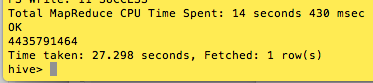 Total MapReduce CPU Time Spent: 14 seconds 430 msec
OK
4435791464
Time taken: 27.298 seconds, Fetched: 1 row(s)
hive>